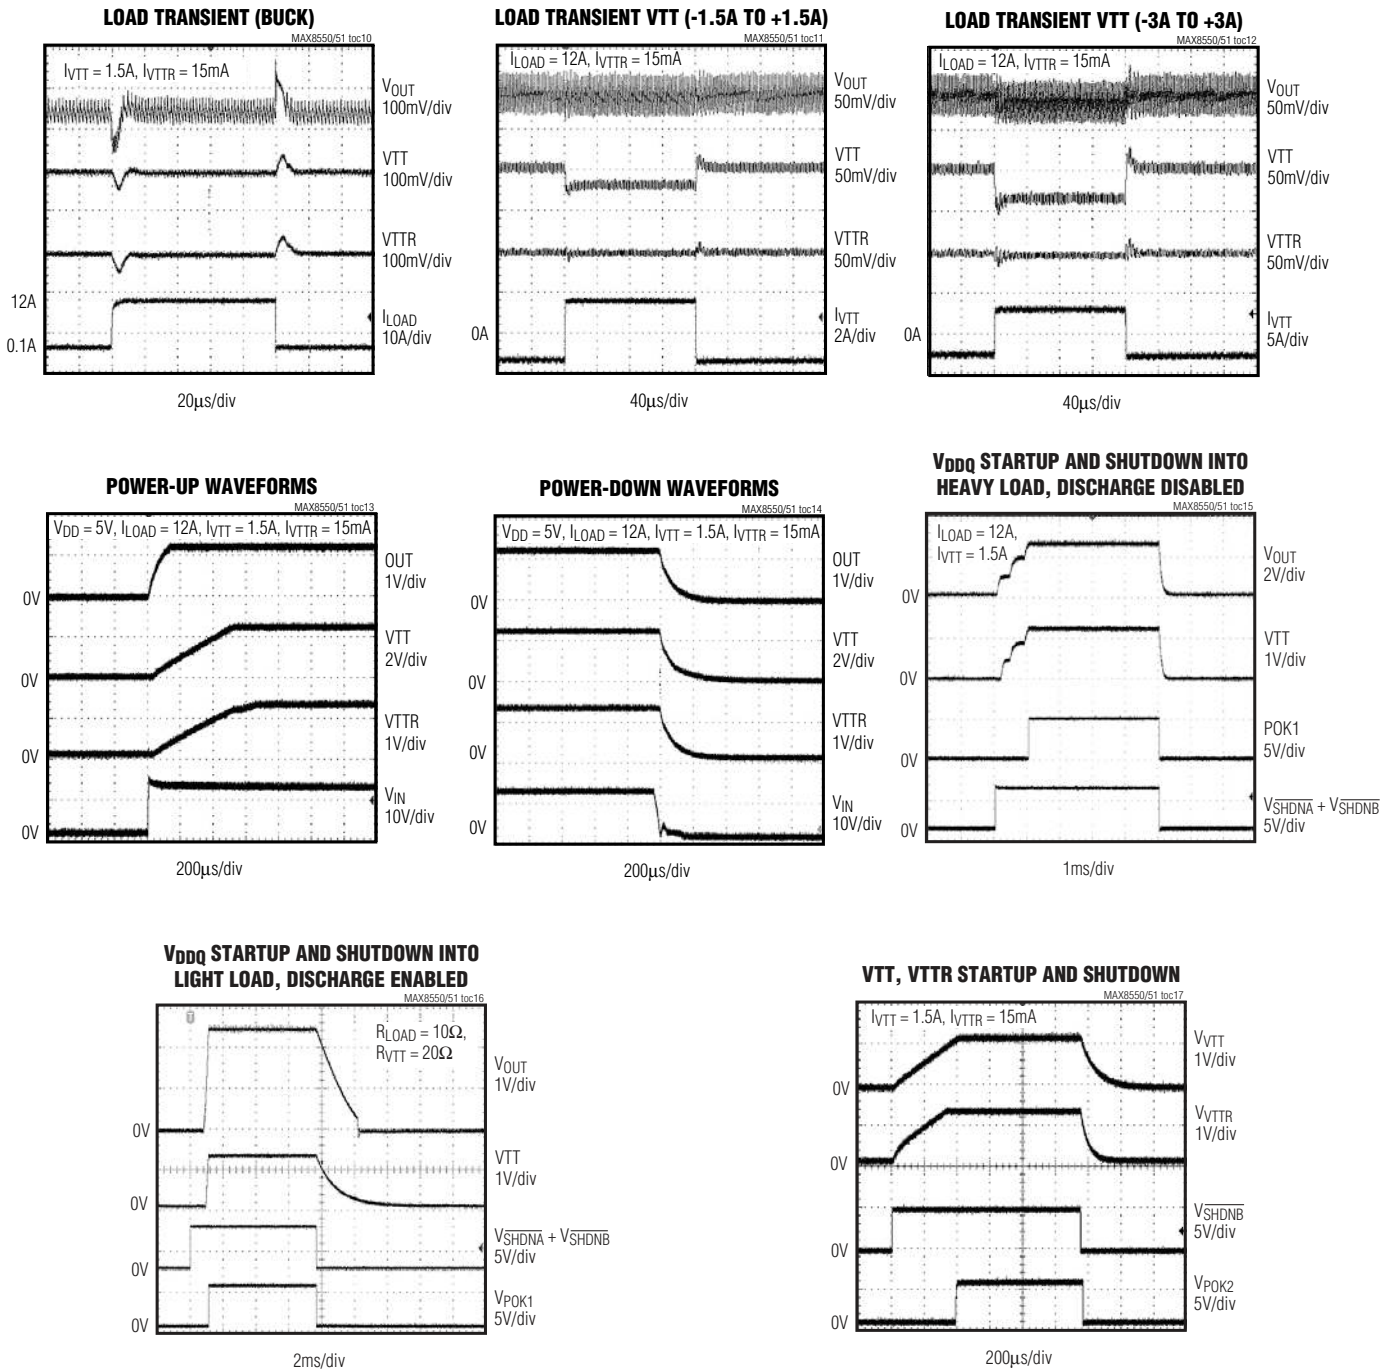 LOAD TRANSIENT (BUCK)
MAX8550/51 toc10
IVTT = 1.5A, IVTTR = 15mA
VOUT
100mV/div
VTT
100mV/div
VTTR
100mV/div
12A
ILOAD
10A/div
0.1A
20µs/div
LOAD TRANSIENT VTT (-1.5A TO +1.5A)
MAX8550/51 toc11
ILOAD = 12A, IVTTR = 15mA
VOUT
50mV/div
VTT
50mV/div
VTTR
50mV/div
0A
IVTT
2A/div
40µs/div
LOAD TRANSIENT VTT (-3A TO +3A)
MAX8550/51 toc12
ILOAD = 12A, IVTTR = 15mA
VOUT
50mV/div
VTT
50mV/div
VTTR
50mV/div
0A
IVTT
5A/div
40µs/div
POWER-UP WAVEFORMS
MAX8550/51 toc13
VDD = 5V, ILOAD = 12A, IVTT = 1.5A, IVTTR = 15mA
OUT
1V/div
0V
VTT
2V/div
0V
VTTR
1V/div
0V
VIN
10V/div
0V
200µs/div
POWER-DOWN WAVEFORMS
MAX8550/51 toc14
VDD = 5V, ILOAD = 12A, IVTT = 1.5A, IVTTR = 15mA
OUT
1V/div
0V
VTT
2V/div
0V
VTTR
1V/div
0V
VIN
10V/div
0V
200µs/div
VDDQ STARTUP AND SHUTDOWN INTO
HEAVY LOAD, DISCHARGE DISABLED
MAX8550/51 toc15
ILOAD = 12A,
IVTT = 1.5A
VOUT
2V/div
0V
VTT
1V/div
0V
POK1
5V/div
0V
VSHDNA + VSHDNB
5V/div
0V
1ms/div
VDDQ STARTUP AND SHUTDOWN INTO
LIGHT LOAD, DISCHARGE ENABLED
MAX8550/51 toc16
RLOAD = 10Ω,
RVTT = 20Ω
VOUT
1V/div
0V
VTT
1V/div
0V
VSHDNA + VSHDNB
5V/div
0V
VPOK1
5V/div
0V
2ms/div
VTT, VTTR STARTUP AND SHUTDOWN
MAX8550/51 toc17
IVTT = 1.5A, IVTTR = 15mA
VVTT
1V/div
0V
VVTTR
1V/div
0V
VSHDNB
5V/div
0V
VPOK2
5V/div
0V
200µs/div